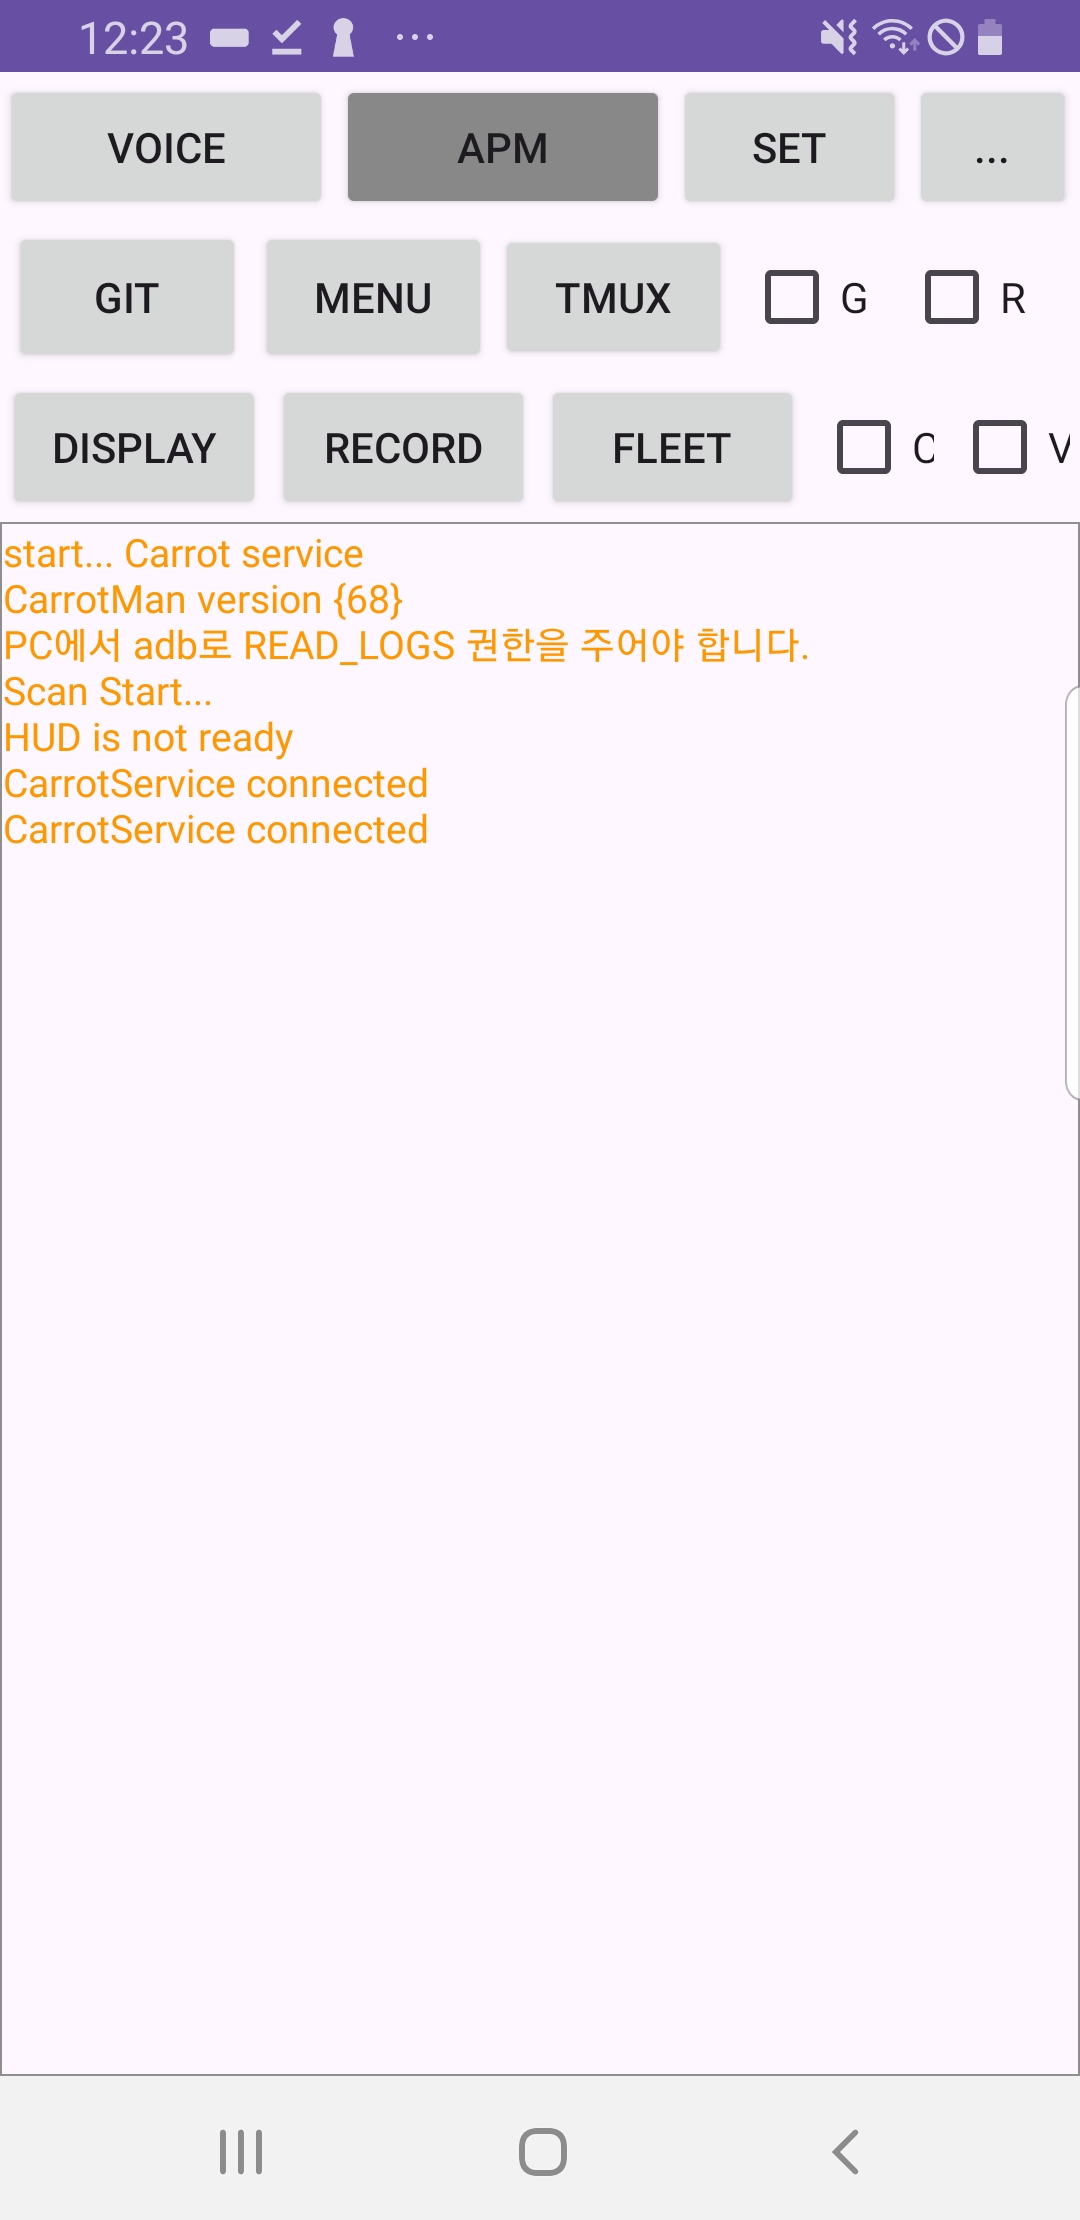 12:23
VOICE APM SET ...
GIT MENU TMUX G R
DISPLAY RECORD FLEET C V
start... Carrot service
CarrotMan version {68}
PC에서 adb로 READ_LOGS 권한을 주어야 합니다.
Scan Start...
HUD is not ready
CarrotService connected
CarrotService connected